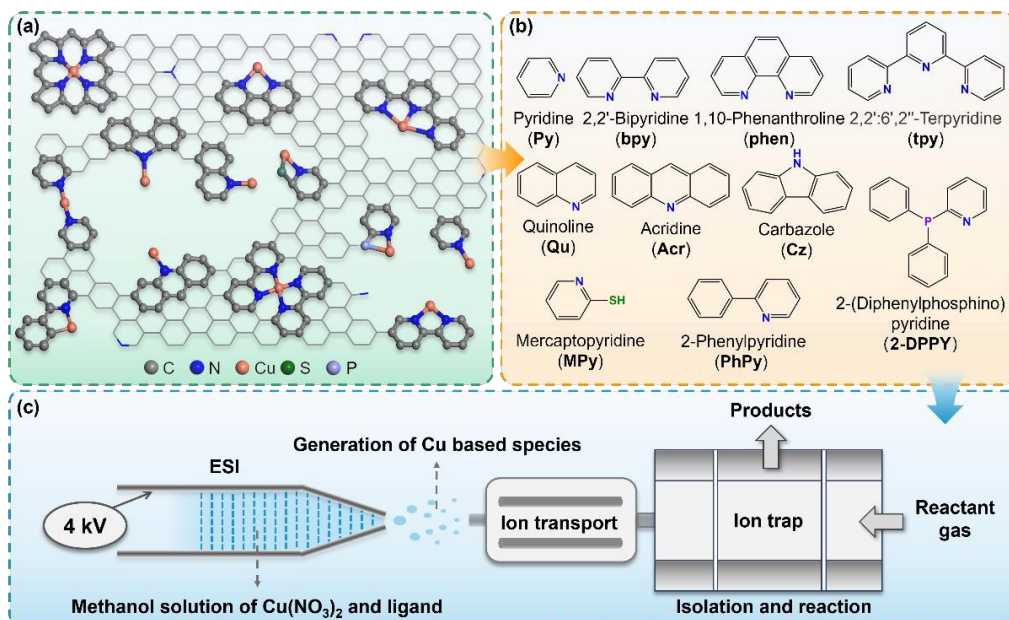 (a)
C N Cu S P
(b)
N
N N
N N
N N N
Pyridine
(Py)
2,2'-Bipyridine
(bpy)
1,10-Phenanthroline
(phen)
2,2':6',2''-Terpyridine
(tpy)
N
N
H
N
P N
Quinoline
(Qu)
Acridine
(Acr)
Carbazole
(Cz)
2-(Diphenylphosphino)
pyridine
(2-DPPY)
N
SH
N
Mercaptopyridine
(MPy)
2-Phenylpyridine
(PhPy)
(c)
Products
Generation of Cu based species
ESI
4 kV
Ion transport
Ion trap
Reactant
gas
Methanol solution of Cu(NO3)2 and ligand
Isolation and reaction